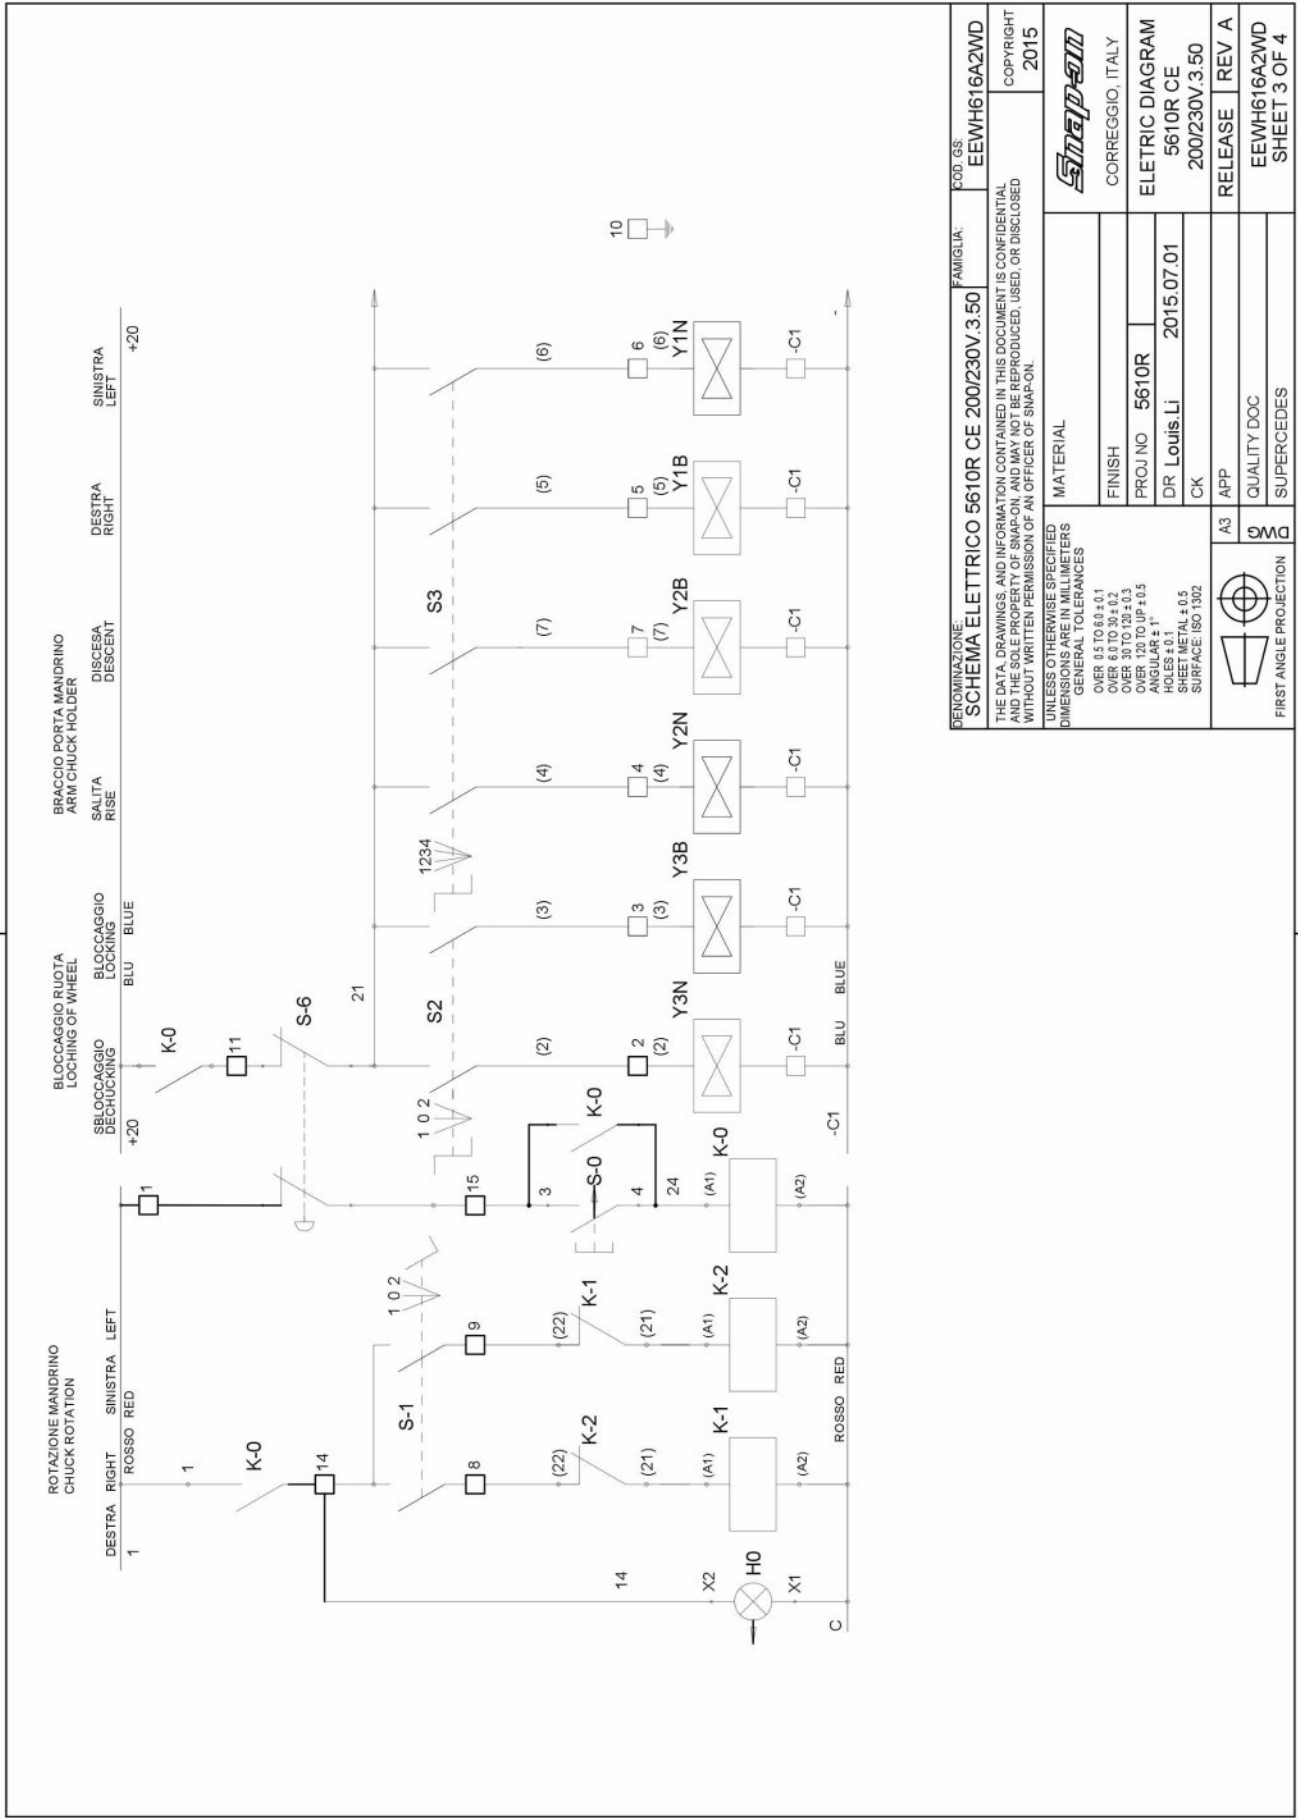 ROTAZIONE MANDRINO
CHUCK ROTATION
DESTRA RIGHT SINISTRA LEFT
1 ROSSO RED
BLOCCAGGIO RUOTA
LOCHING OF WHEEL
SBLOCCAGGIO
DECHUCKING
BLOCCAGGIO
LOCKING
+20 BLU BLUE
BRACCIO PORTA MANDRINO
ARM CHUCK HOLDER
SALITA
RISE
DISCESA
DESCENT
DESTRA
RIGHT
SINISTRA
LEFT
+20
1
1
K-0
K-0
11
14
S-6
21
S-1
1 0 2
1 0 2
S2
1234
S3
8
9
15
3
S-0
K-0
4
24
(22)
K-2
(21)
(22)
K-1
(21)
(2)
(3)
(4)
(7)
(5)
(6)
2
3
4
7
5
6
10
(2)
(3)
(4)
(7)
(5)
(6)
14
X2
H0
X1
(A1)
K-1
(A2)
(A1)
K-2
(A2)
(A1)
K-0
(A2)
Y3N
Y3B
Y2N
Y2B
Y1B
Y1N
-C1
-C1
-C1
-C1
-C1
-C1
C
ROSSO RED
-C1
BLU BLUE
-
DENOMINAZIONE:
SCHEMA ELETTRICO 5610R CE 200/230V.3.50
FAMIGLIA:
COD. GS:
EEWH616A2WD
THE DATA, DRAWINGS, AND INFORMATION CONTAINED IN THIS DOCUMENT IS CONFIDENTIAL
AND THE SOLE PROPERTY OF SNAP-ON, AND MAY NOT BE REPRODUCED, USED, OR DISCLOSED
WITHOUT WRITTEN PERMISSION OF AN OFFICER OF SNAP-ON.
COPYRIGHT
2015
UNLESS OTHERWISE SPECIFIED
DIMENSIONS ARE IN MILLIMETERS
GENERAL TOLERANCES
OVER 0.5 TO 6.0 ± 0.1
OVER 6.0 TO 30 ± 0.2
OVER 30 TO 120 ± 0.3
OVER 120 TO UP ± 0.5
ANGULAR ± 1°
HOLES ± 0.1
SHEET METAL ± 0.5
SURFACE: ISO 1302
MATERIAL
FINISH
PROJ NO 5610R
DR Louis.Li 2015.07.01
CK
Snap-on
CORREGGIO, ITALY
ELETRIC DIAGRAM
5610R CE
200/230V.3.50
FIRST ANGLE PROJECTION
A3
DWG
APP
QUALITY DOC
SUPERCEDES
RELEASE REV A
EEWH616A2WD
SHEET 3 OF 4